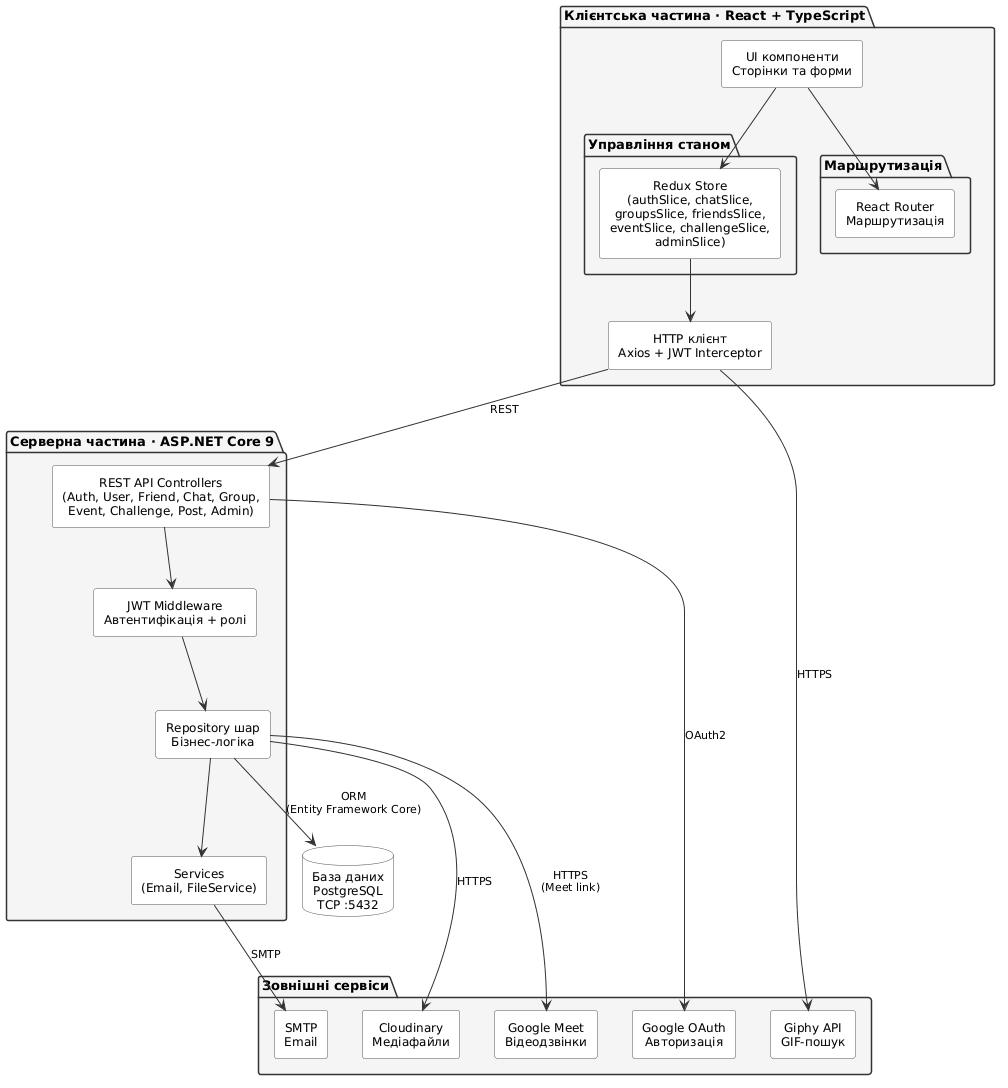 Клієнтська частина · React + TypeScript
UI компоненти
Сторінки та форми
Управління станом
Redux Store
(authSlice, chatSlice,
groupsSlice, friendsSlice,
eventSlice, challengeSlice,
adminSlice)
Маршрутизація
React Router
Маршрутизація
HTTP клієнт
Axios + JWT Interceptor
REST
Серверна частина · ASP.NET Core 9
REST API Controllers
(Auth, User, Friend, Chat, Group,
Event, Challenge, Post, Admin)
JWT Middleware
Автентифікація + ролі
HTTPS
Repository шар
Бізнес-логіка
OAuth2
ORM
(Entity Framework Core)
Services
(Email, FileService)
База даних
PostgreSQL
TCP :5432
HTTPS
HTTPS
(Meet link)
SMTP
Зовнішні сервіси
SMTP
Email
Cloudinary
Медіафайли
Google Meet
Відеодзвінки
Google OAuth
Авторизація
Giphy API
GIF-пошук